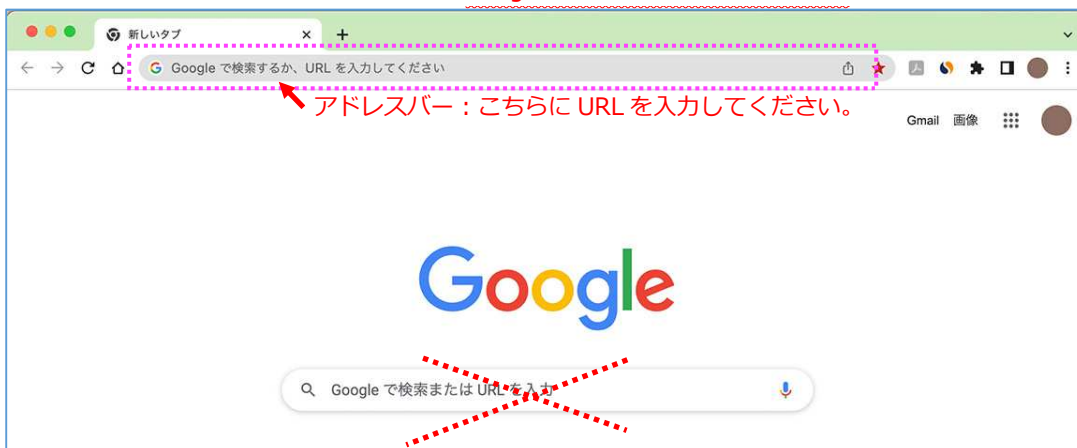 新しいタブ
Google で検索するか、URL を入力してください
アドレスバー：こちらに URL を入力してください。
Gmail 画像
Google
Google で検索または URL を入力